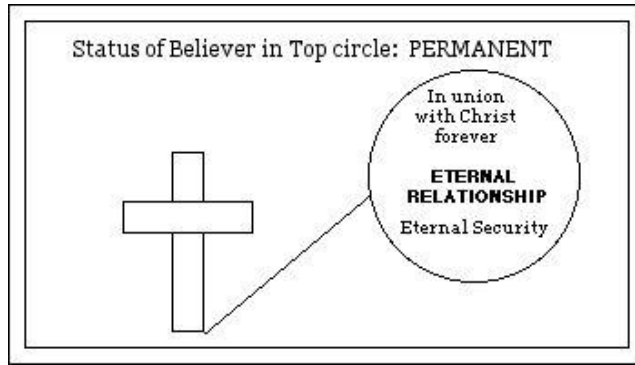 Status of Believer in Top circle: PERMANENT
In union
with Christ
forever
ETERNAL
RELATIONSHIP
Eternal Security